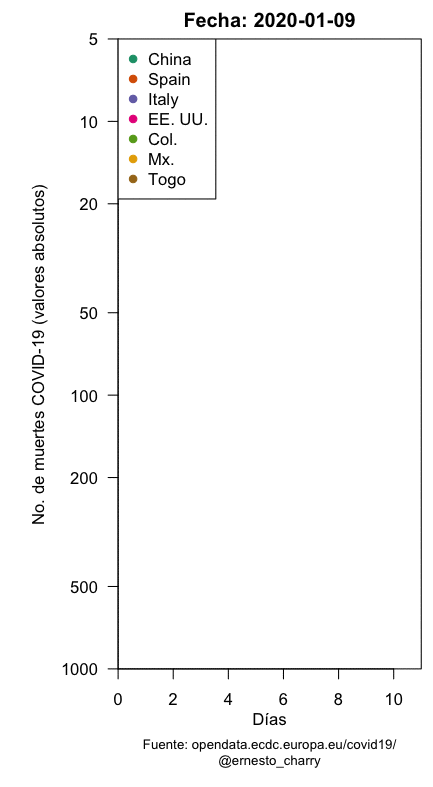 Fecha: 2020-01-09
5
China
Spain
Italy
EE. UU.
Col.
Mx.
Togo
10
20
50
100
200
500
1000
No. de muertes COVID-19 (valores absolutos)
0 2 4 6 8 10
Días
Fuente: opendata.ecdc.europa.eu/covid19/
@ernesto_charry